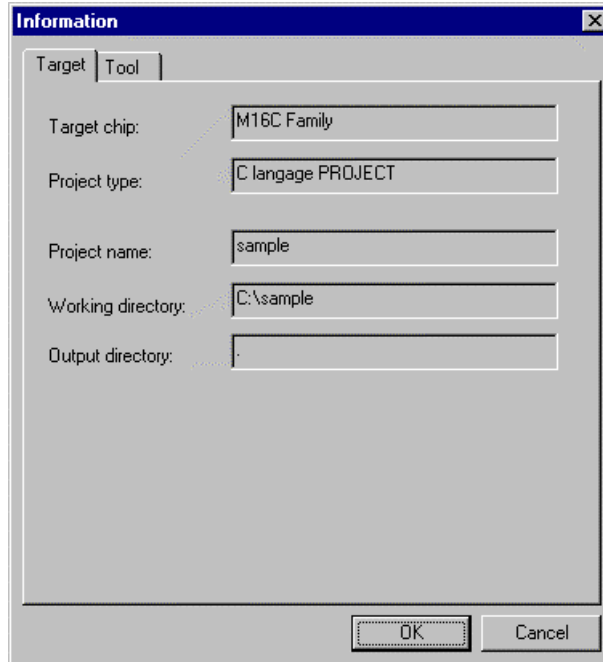 Information
Target Tool
Target chip: M16C Family
Project type: C langage PROJECT
Project name: sample
Working directory: C:\sample
Output directory: .
OK Cancel